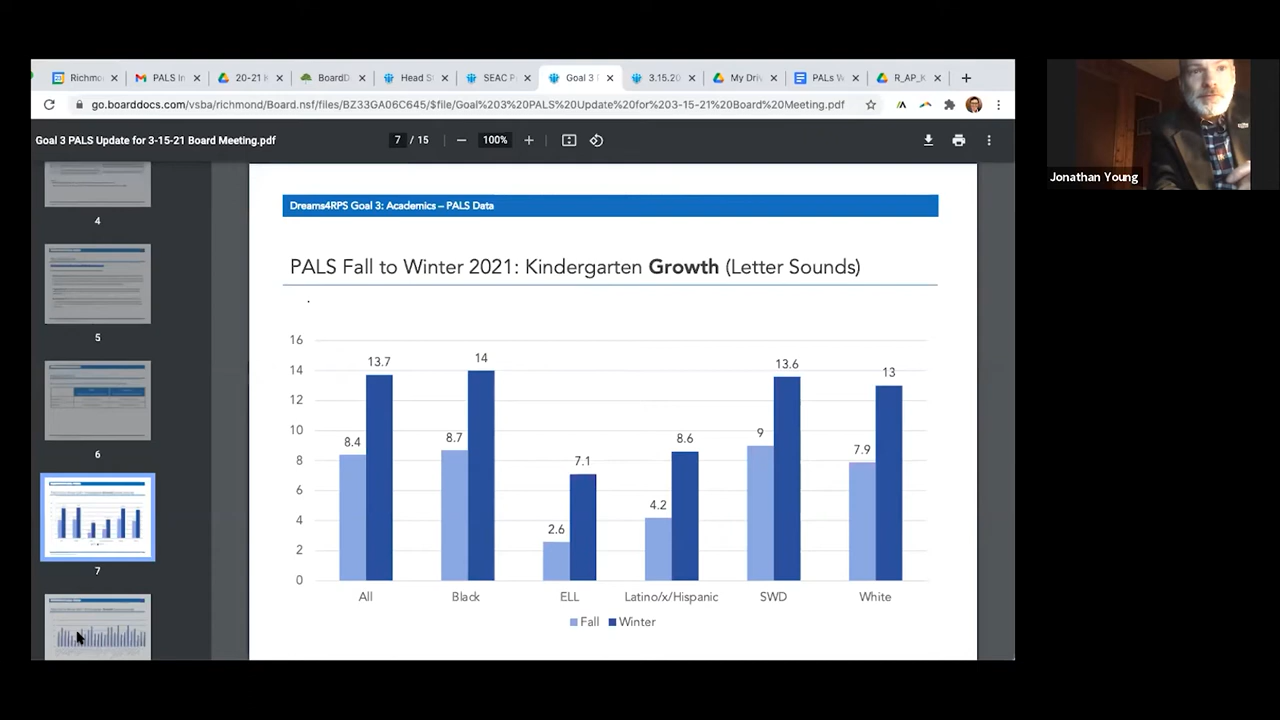 Richmo
PALS In
20-21
BoardD
Head S
SEAC P
Goal 3
3.15.20
My Driv
PALs W
R_AP_K
go.boarddocs.com/vsba/richmond/Board.nsf/files/BZ33GA06C645/$file/Goal%203%20PALS%20Update%20for%203-15-21%20Board%20Meeting.pdf
Goal 3 PALS Update for 3-15-21 Board Meeting.pdf
7 / 15
100%
4
5
6
7
Dreams4RPS Goal 3: Academics – PALS Data
PALS Fall to Winter 2021: Kindergarten Growth (Letter Sounds)
16
14
12
10
8
6
4
2
0
8.4
13.7
8.7
14
2.6
7.1
4.2
8.6
9
13.6
7.9
13
All
Black
ELL
Latino/x/Hispanic
SWD
White
Fall
Winter
Jonathan Young